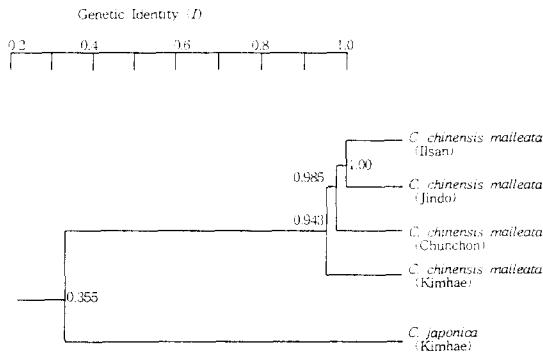 Genetic Identity (I)
0.2 0.4 0.6 0.8 1.0
C. chinensis malleata
(Ilsan)
1.00
0.985
C. chinensis malleata
(Jindo)
0.943
C. chinensis malleata
(Chunchon)
C. chinensis malleata
(Kimhae)
0.355
C. japonica
(Kimhae)